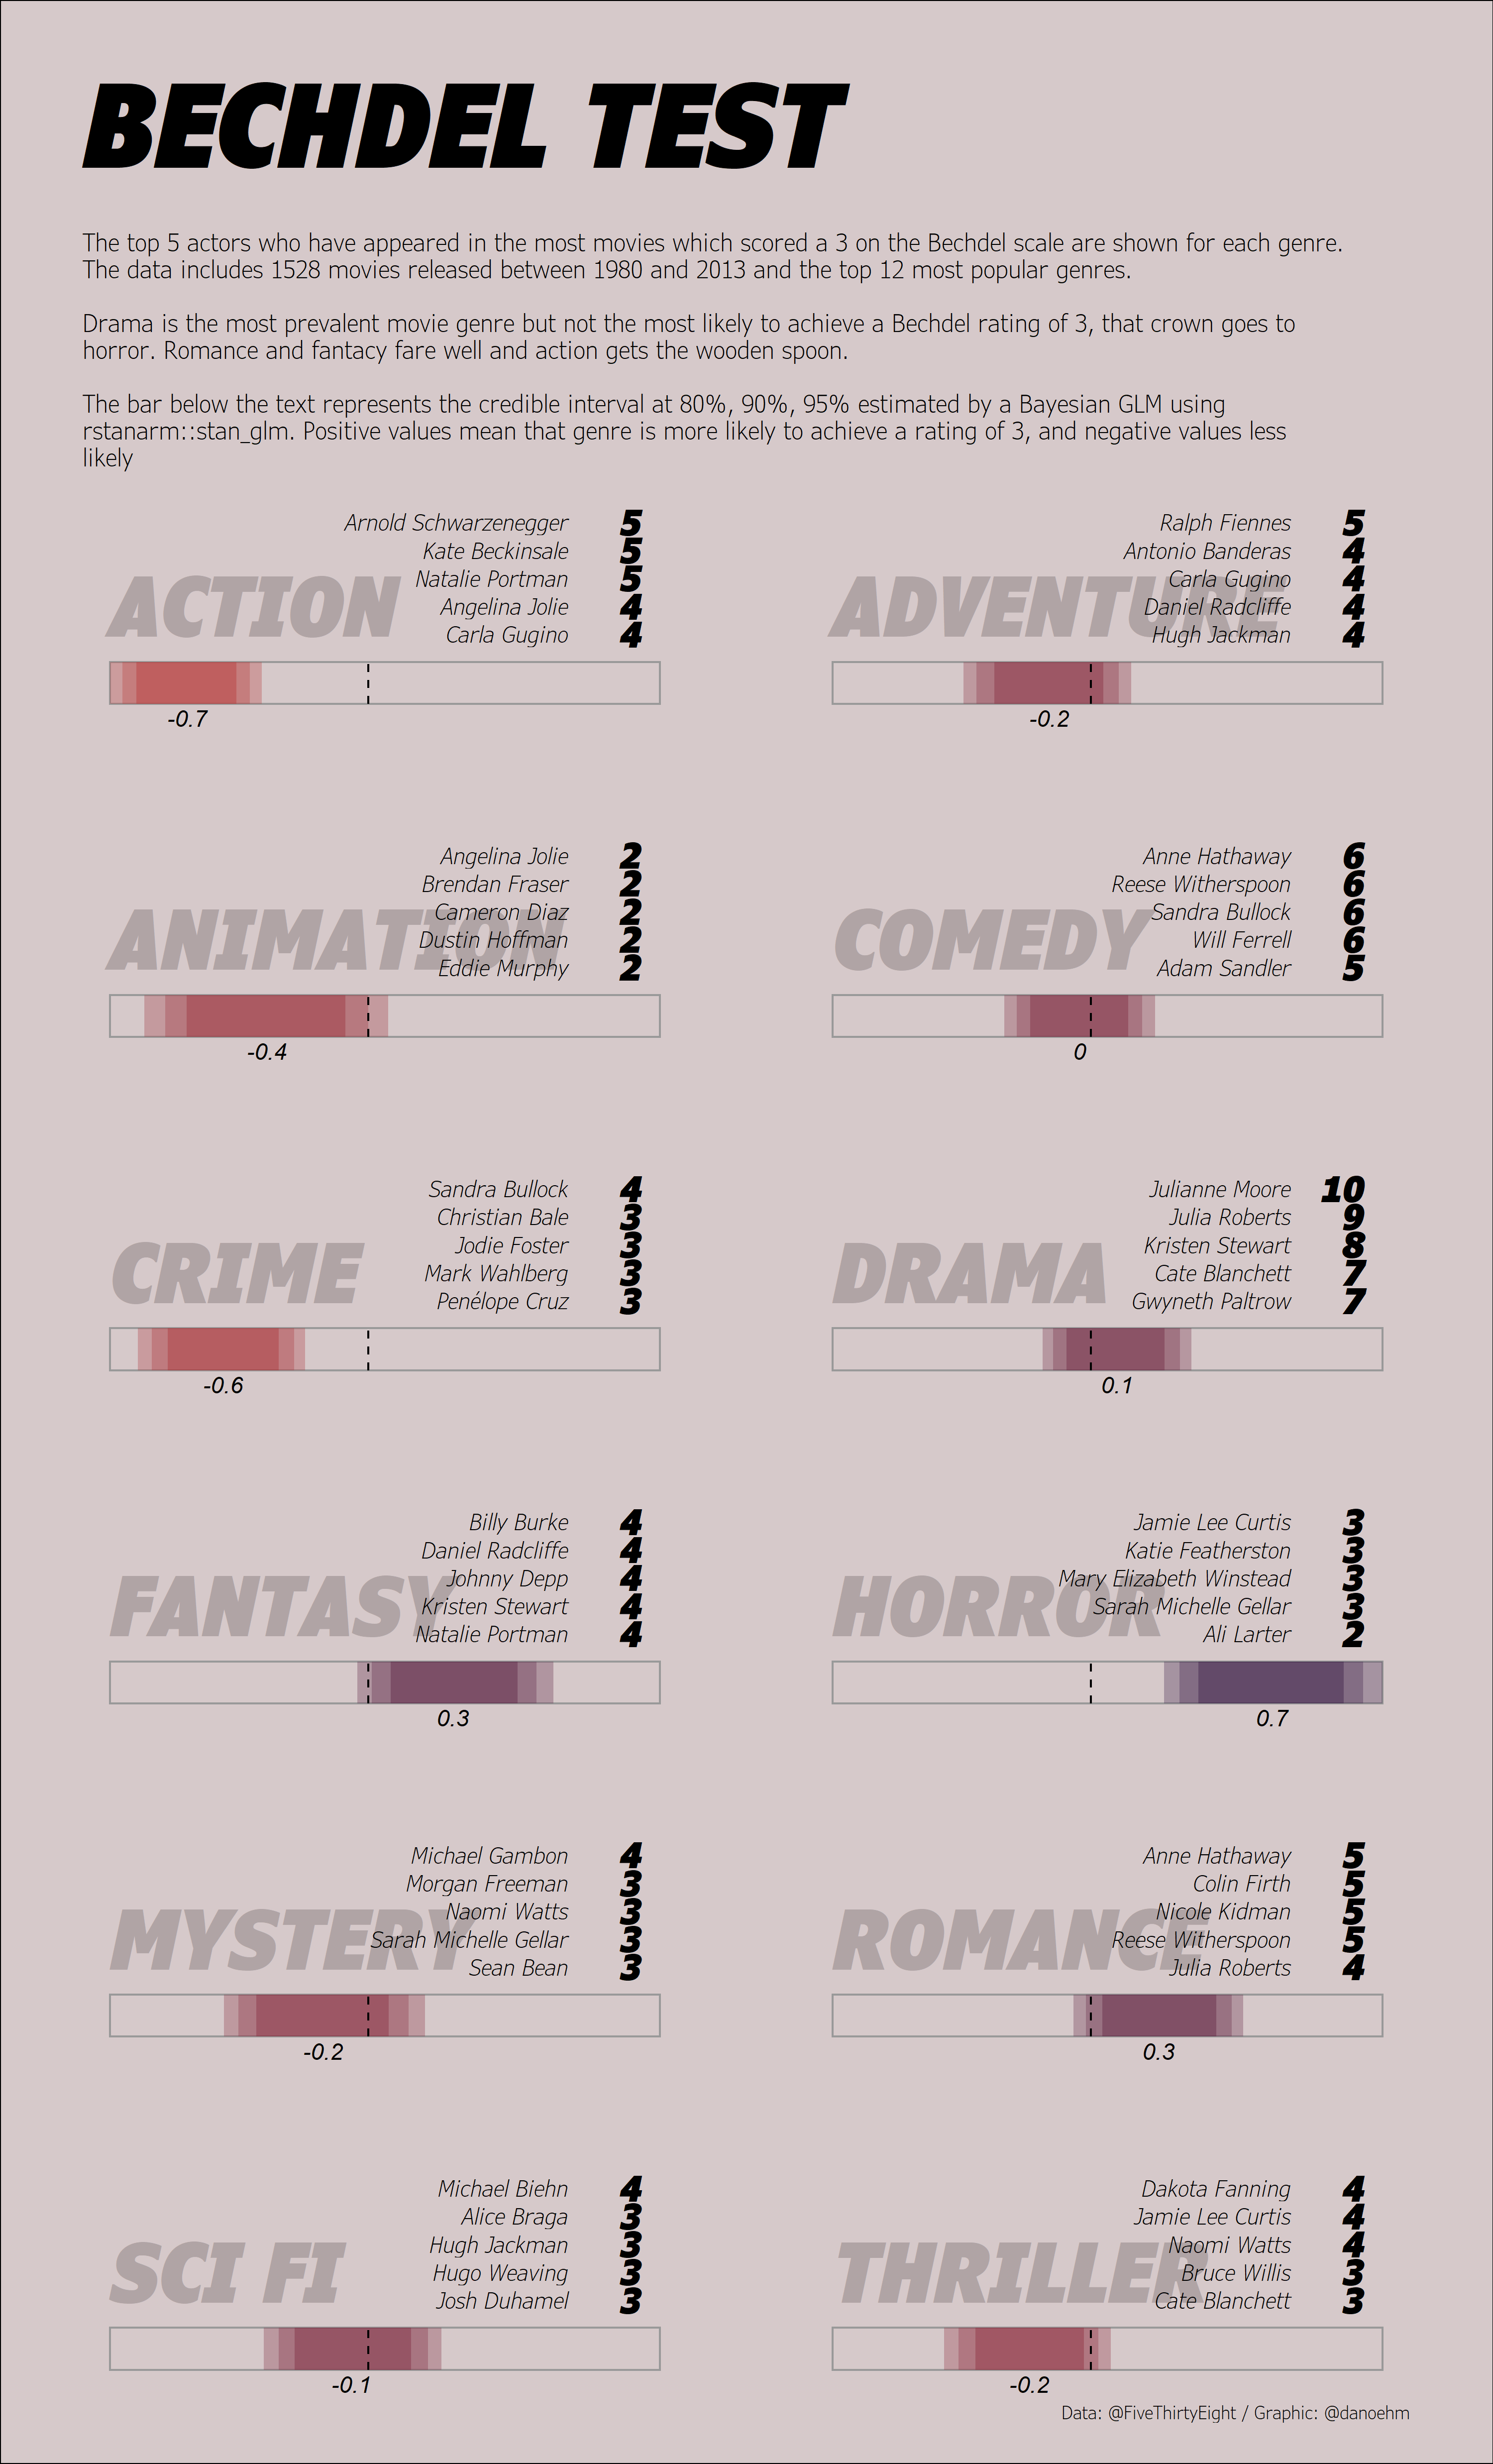 BECHDEL TEST
The top 5 actors who have appeared in the most movies which scored a 3 on the Bechdel scale are shown for each genre.
The data includes 1528 movies released between 1980 and 2013 and the top 12 most popular genres.
Drama is the most prevalent movie genre but not the most likely to achieve a Bechdel rating of 3, that crown goes to
horror. Romance and fantacy fare well and action gets the wooden spoon.
The bar below the text represents the credible interval at 80%, 90%, 95% estimated by a Bayesian GLM using
rstanarm::stan_glm. Positive values mean that genre is more likely to achieve a rating of 3, and negative values less
likely
ACTION
Arnold Schwarzenegger 5
Kate Beckinsale 5
Natalie Portman 5
Angelina Jolie 4
Carla Gugino 4
-0.7
ADVENTURE
Ralph Fiennes 5
Antonio Banderas 4
Carla Gugino 4
Daniel Radcliffe 4
Hugh Jackman 4
-0.2
ANIMATION
Angelina Jolie 2
Brendan Fraser 2
Cameron Diaz 2
Dustin Hoffman 2
Eddie Murphy 2
-0.4
COMEDY
Anne Hathaway 6
Reese Witherspoon 6
Sandra Bullock 6
Will Ferrell 6
Adam Sandler 5
0
CRIME
Sandra Bullock 4
Christian Bale 3
Jodie Foster 3
Mark Wahlberg 3
Penélope Cruz 3
-0.6
DRAMA
Julianne Moore 10
Julia Roberts 9
Kristen Stewart 8
Cate Blanchett 7
Gwyneth Paltrow 7
0.1
FANTASY
Billy Burke 4
Daniel Radcliffe 4
Johnny Depp 4
Kristen Stewart 4
Natalie Portman 4
0.3
HORROR
Jamie Lee Curtis 3
Katie Featherston 3
Mary Elizabeth Winstead 3
Sarah Michelle Gellar 3
Ali Larter 2
0.7
MYSTERY
Michael Gambon 4
Morgan Freeman 3
Naomi Watts 3
Sarah Michelle Gellar 3
Sean Bean 3
-0.2
ROMANCE
Anne Hathaway 5
Colin Firth 5
Nicole Kidman 5
Reese Witherspoon 5
Julia Roberts 4
0.3
SCI FI
Michael Biehn 4
Alice Braga 3
Hugh Jackman 3
Hugo Weaving 3
Josh Duhamel 3
-0.1
THRILLER
Dakota Fanning 4
Jamie Lee Curtis 4
Naomi Watts 4
Bruce Willis 3
Cate Blanchett 3
-0.2
Data: @FiveThirtyEight / Graphic: @danoehm